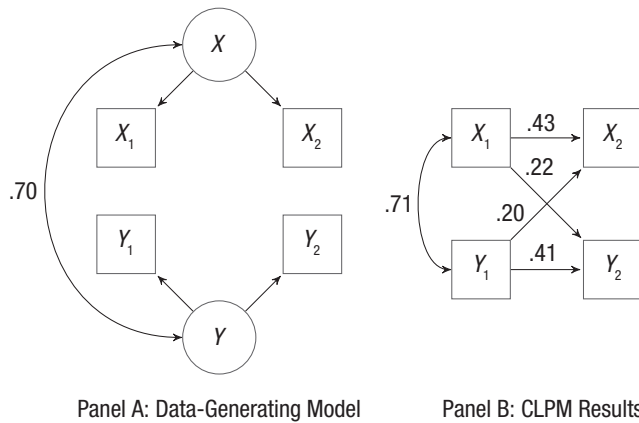 X
X1
X2
.70
Y1
Y2
Y
Panel A: Data-Generating Model
X1
.43
X2
.22
.71
.20
Y1
.41
Y2
Panel B: CLPM Results